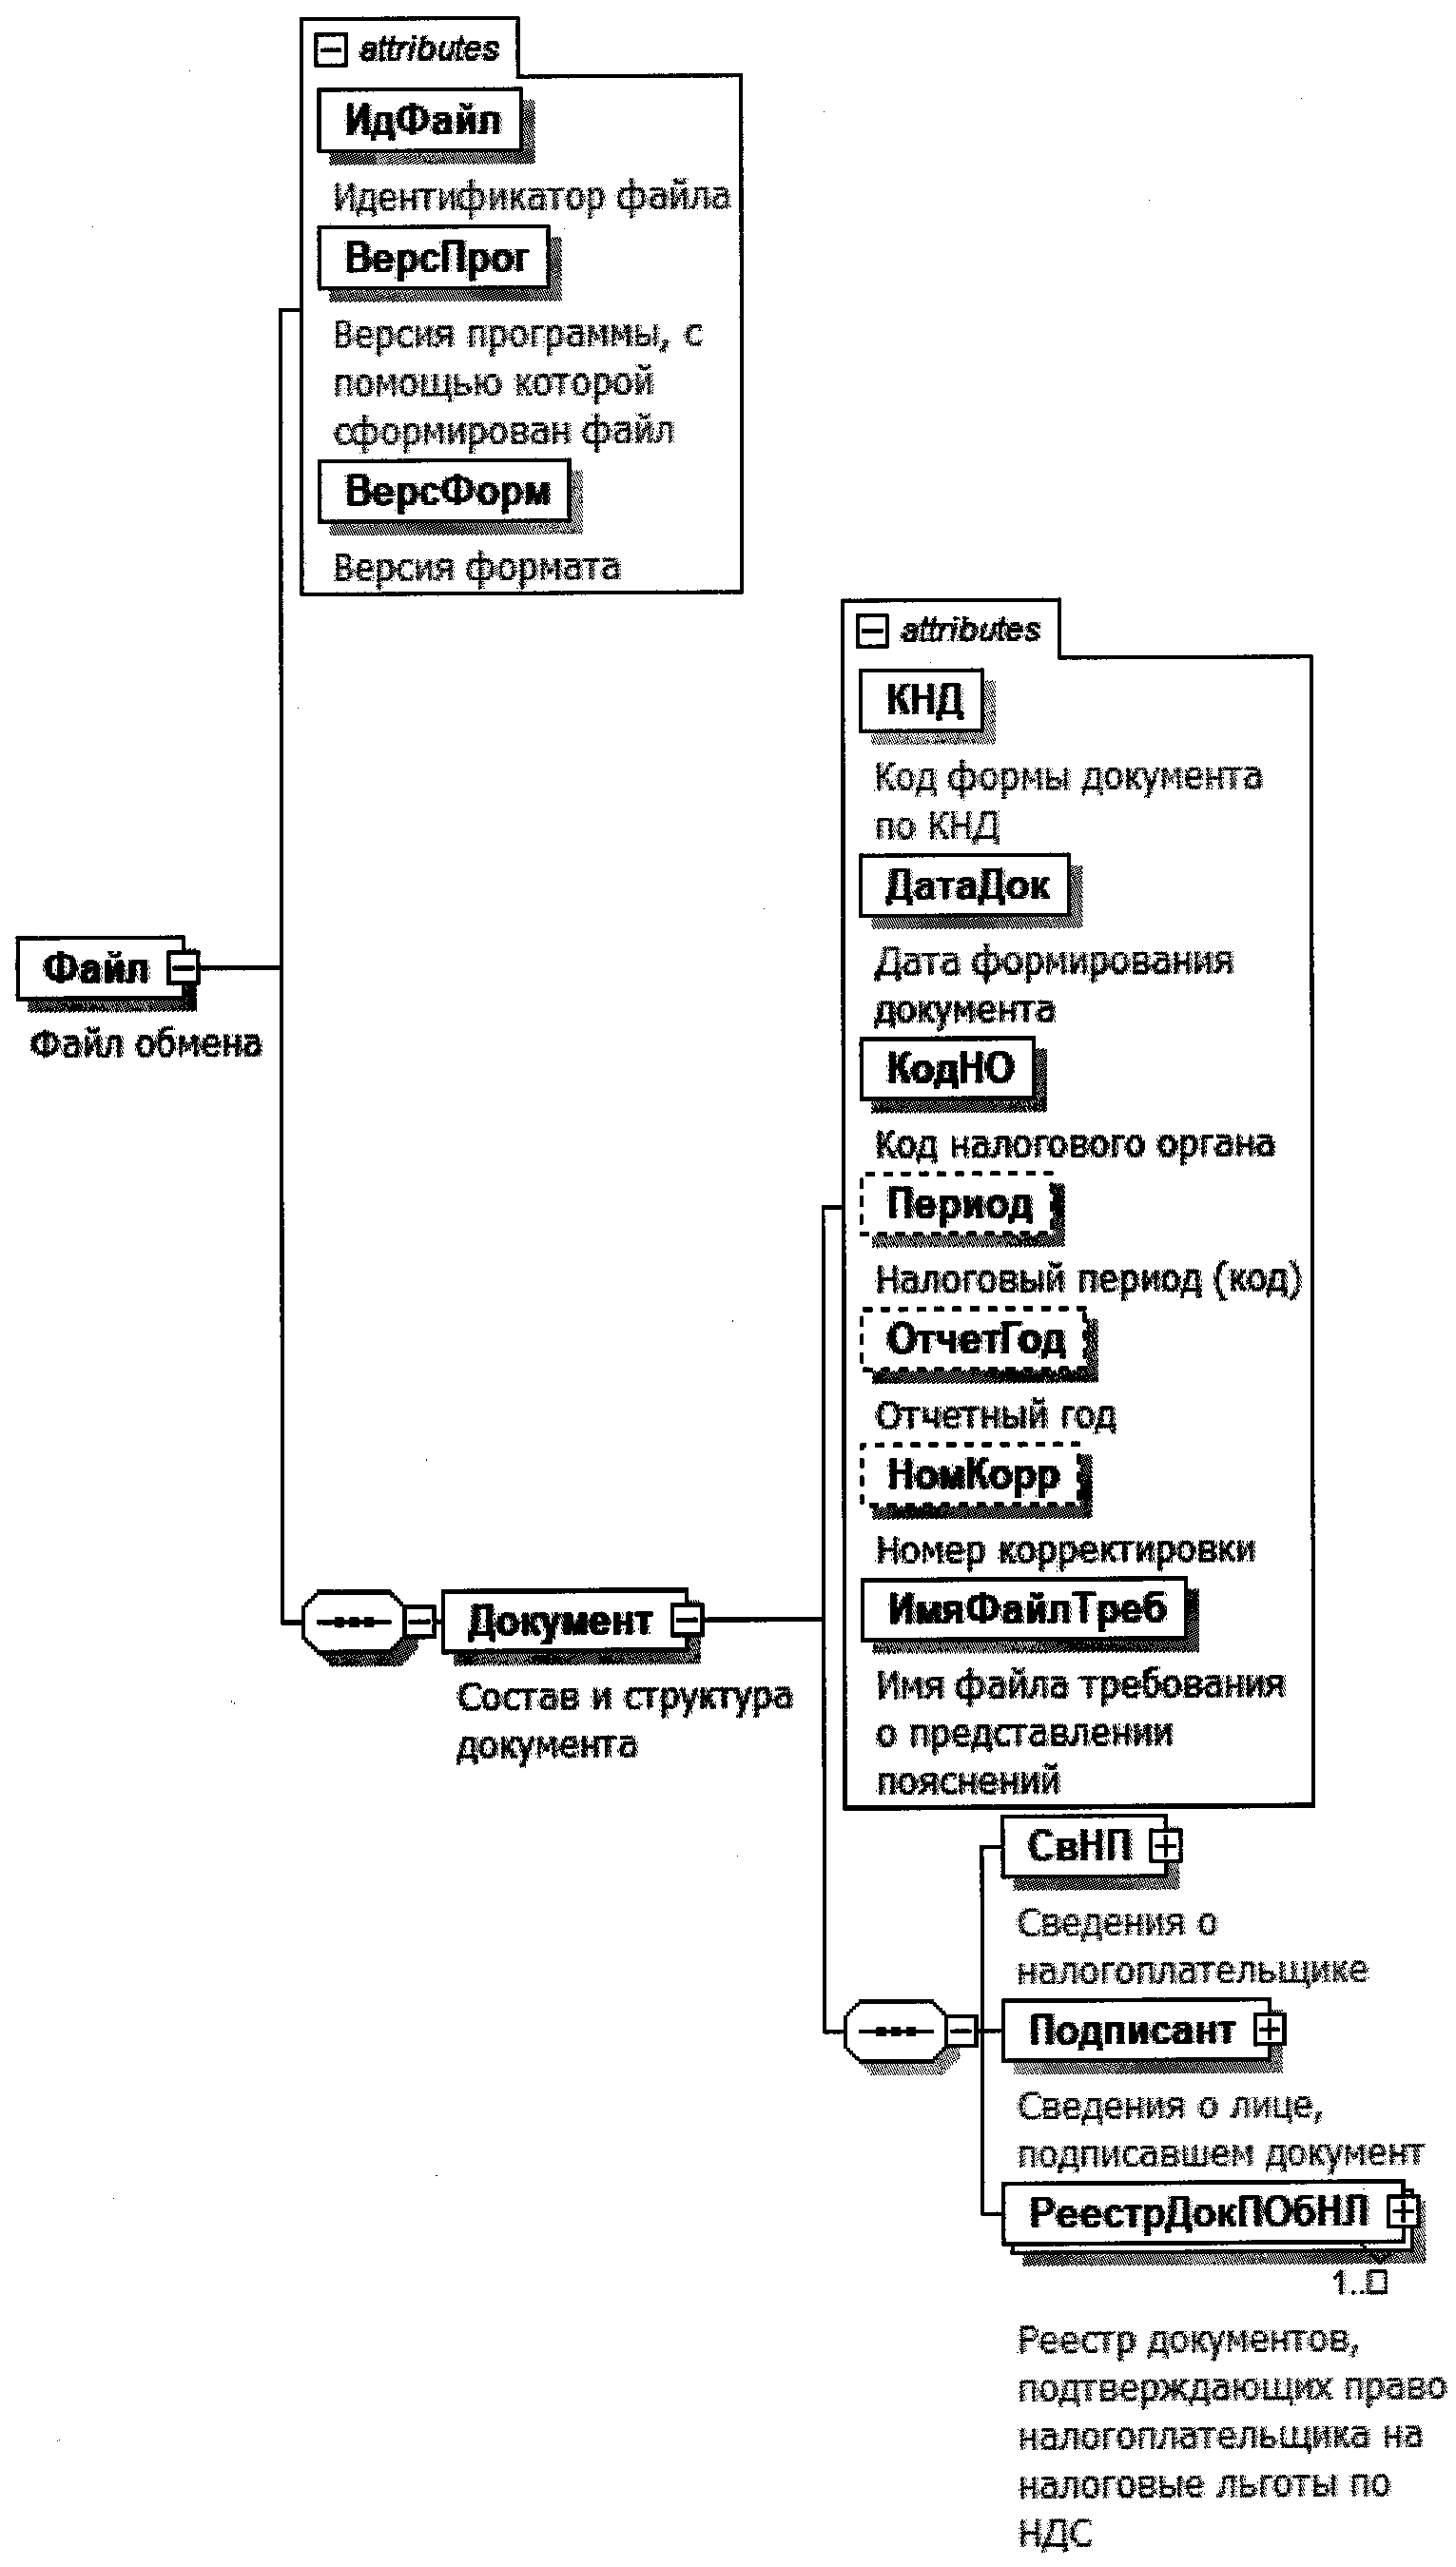 attributes
ИдФайл
Идентификатор файла
ВерсПрог
Версия программы, с
помощью которой
сформирован файл
ВерсФорм
Версия формата
Файл
Файл обмена
Документ
Состав и структура
документа
attributes
КНД
Код формы документа
по КНД
ДатаДок
Дата формирования
документа
КодНО
Код налогового органа
Период
Налоговый период (код)
ОтчетГод
Отчетный год
НомКорр
Номер корректировки
ИмяФайлТреб
Имя файла требования
о представлении
пояснений
СвНП
Сведения о
налогоплательщике
Подписант
Сведения о лице,
подписавшем документ
РеестрДокПОбНЛ
1..□
Реестр документов,
подтверждающих право
налогоплательщика на
налоговые льготы по
НДС